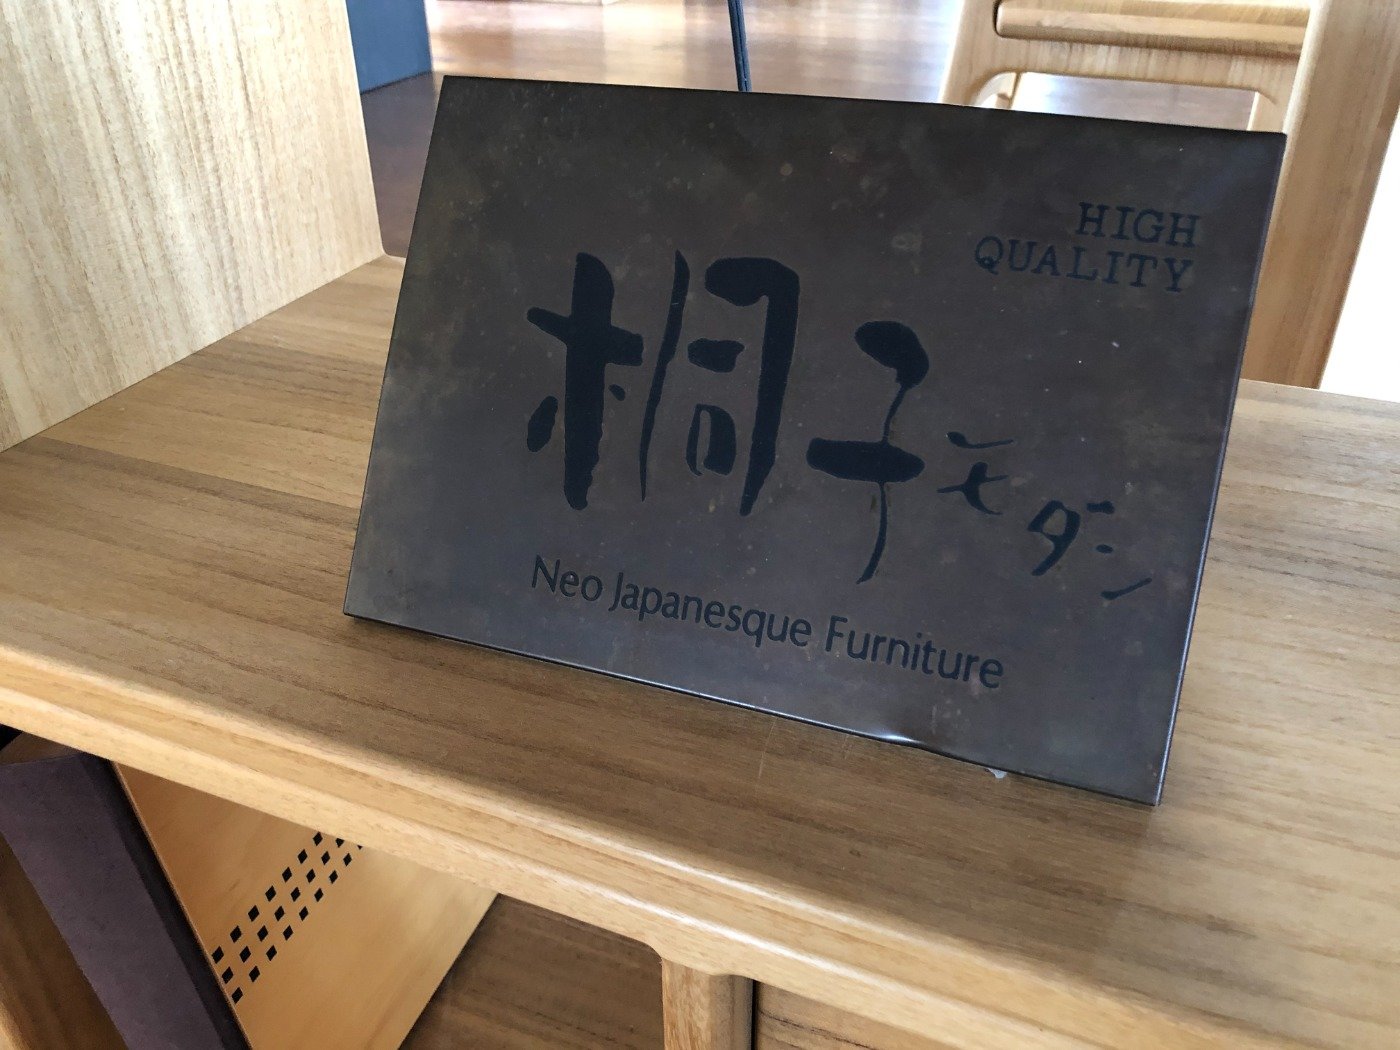 HIGH
QUALITY
桐子モダン
Neo Japanesque Furniture